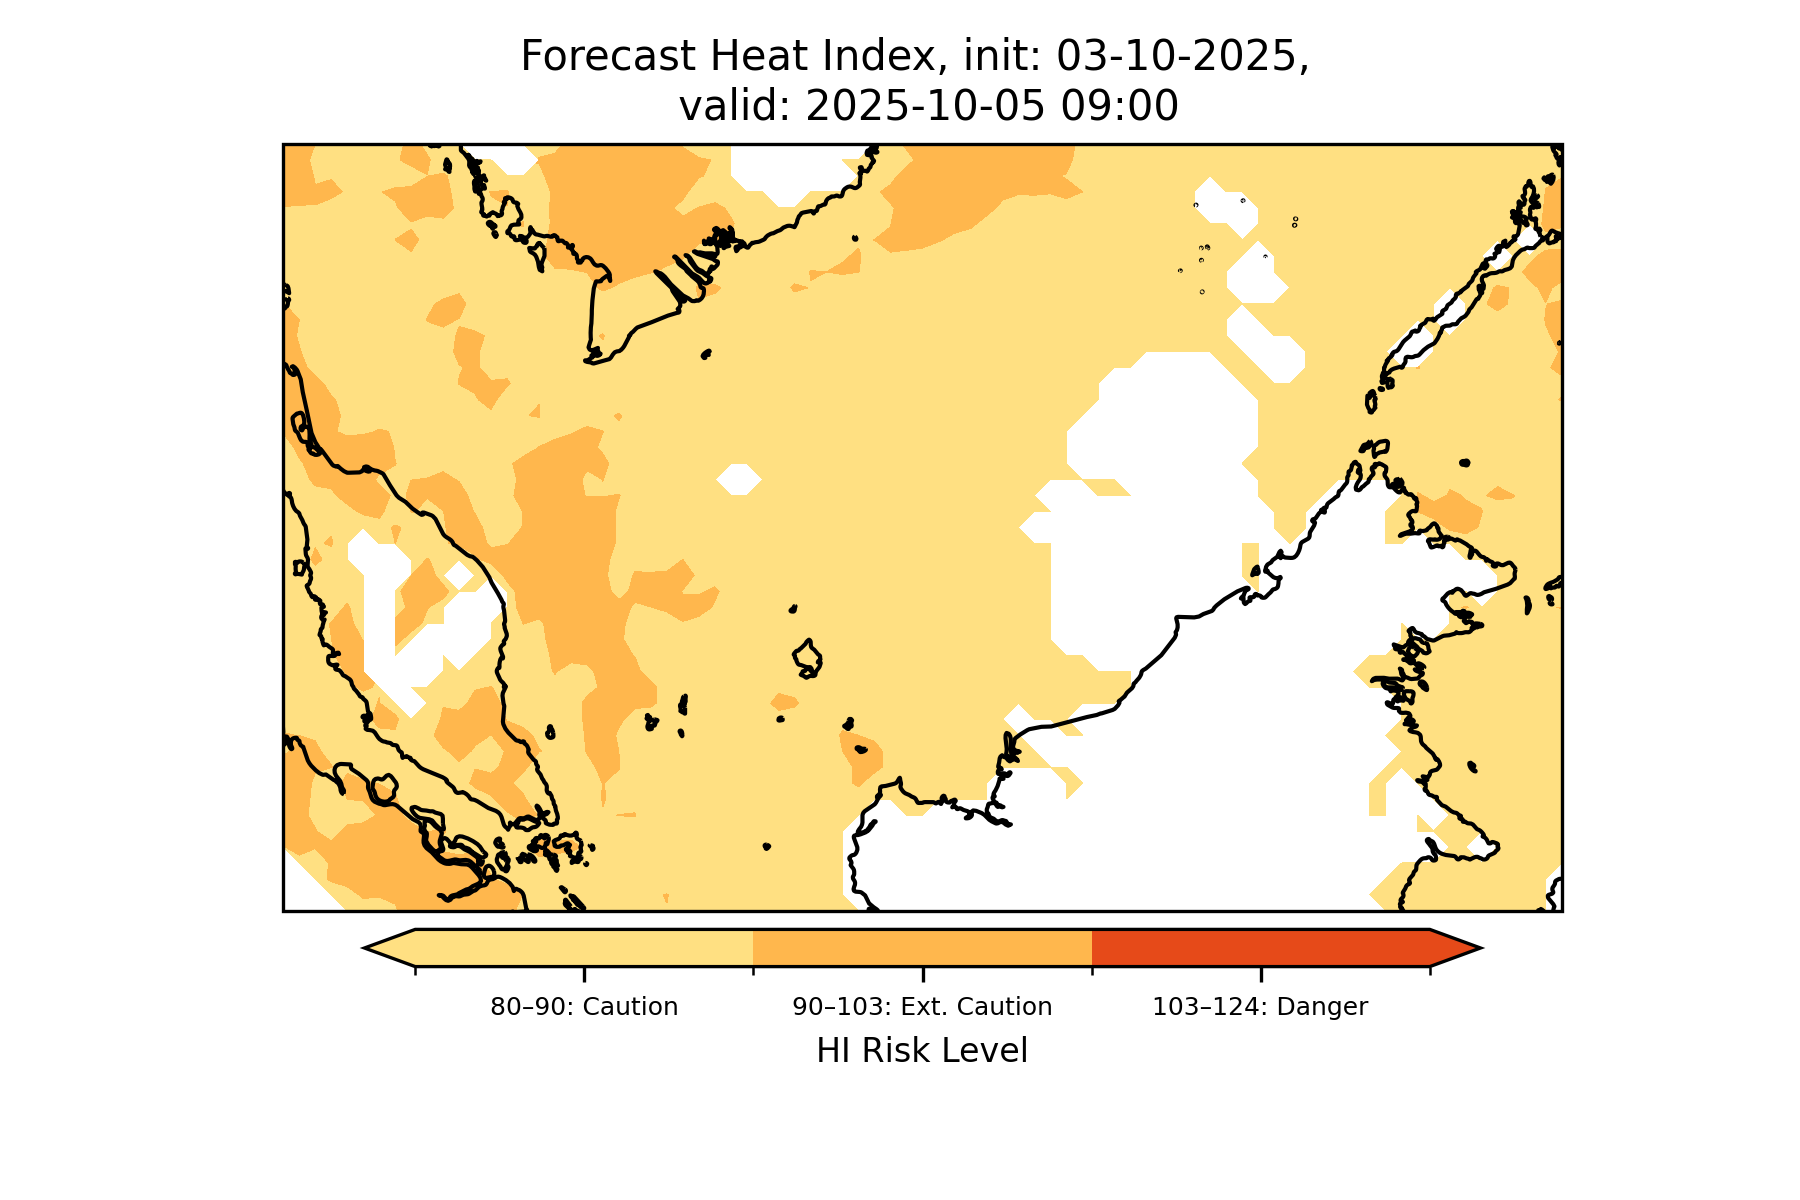 Forecast Heat Index, init: 03-10-2025,
valid: 2025-10-05 09:00
80–90: Caution
90–103: Ext. Caution
103–124: Danger
HI Risk Level